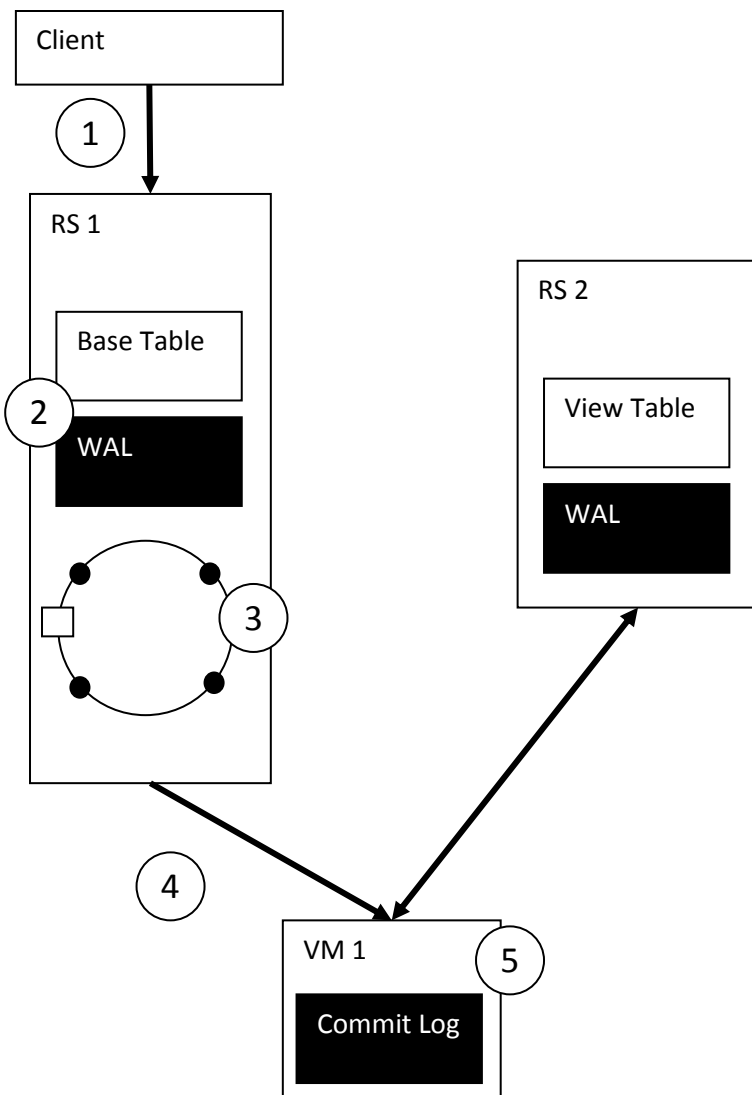 Client
1
RS 1
RS 2
Base Table
View Table
2
WAL
WAL
3
4
VM 1
5
Commit Log